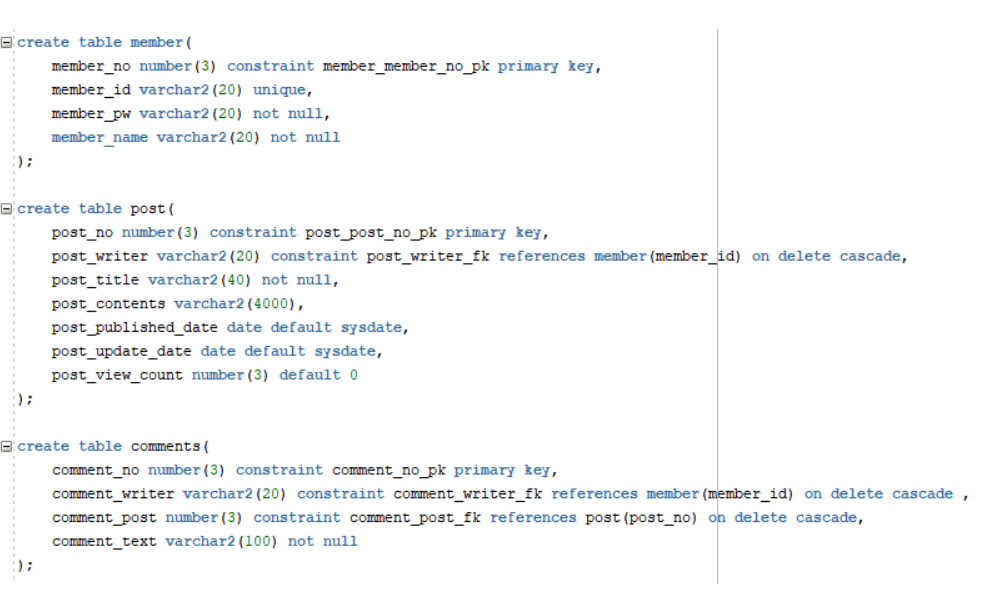 create table member(
member_no number(3) constraint member_member_no_pk primary key,
member_id varchar2(20) unique,
member_pw varchar2(20) not null,
member_name varchar2(20) not null
);
create table post(
post_no number(3) constraint post_post_no_pk primary key,
post_writer varchar2(20) constraint post_writer_fk references member(member_id) on delete cascade,
post_title varchar2(40) not null,
post_contents varchar2(4000),
post_published_date date default sysdate,
post_update_date date default sysdate,
post_view_count number(3) default 0
);
create table comments(
comment_no number(3) constraint comment_no_pk primary key,
comment_writer varchar2(20) constraint comment_writer_fk references member(member_id) on delete cascade ,
comment_post number(3) constraint comment_post_fk references post(post_no) on delete cascade,
comment_text varchar2(100) not null
);